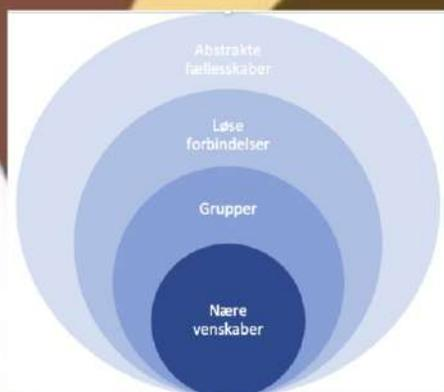 Abstrakte
fællesskaber
Løse
forbindelser
Grupper
Nære
venskaber